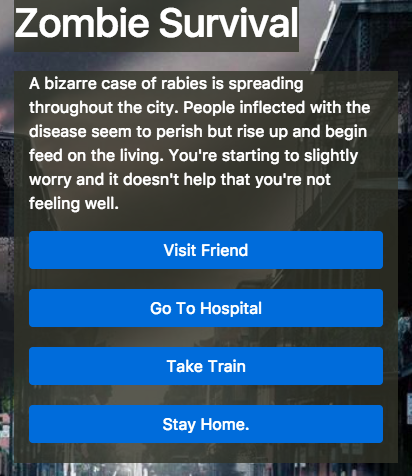 Zombie Survival
A bizarre case of rabies is spreading
throughout the city. People inflected with the
disease seem to perish but rise up and begin
feed on the living. You're starting to slightly
worry and it doesn't help that you're not
feeling well.
Visit Friend
Go To Hospital
Take Train
Stay Home.